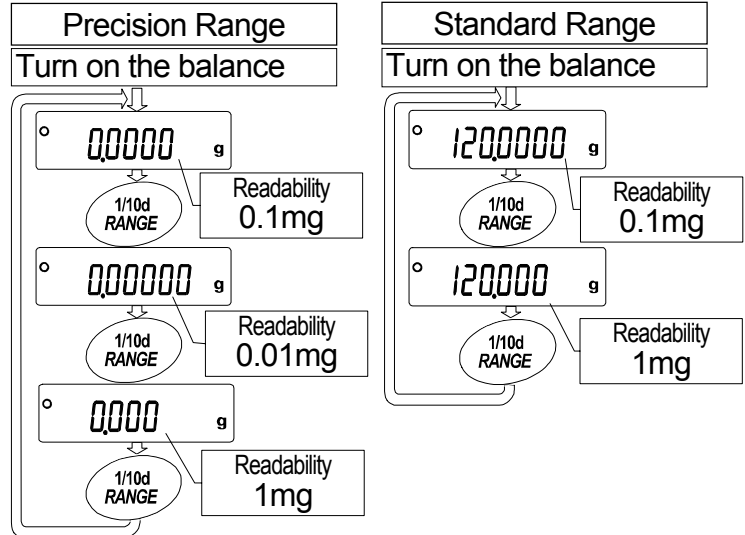 Precision Range
Turn on the balance
0.0000 g
1/10d
RANGE
Readability
0.1mg
0.00000 g
1/10d
RANGE
Readability
0.01mg
0.000 g
1/10d
RANGE
Readability
1mg
Standard Range
Turn on the balance
120.0000 g
1/10d
RANGE
Readability
0.1mg
120.000 g
1/10d
RANGE
Readability
1mg